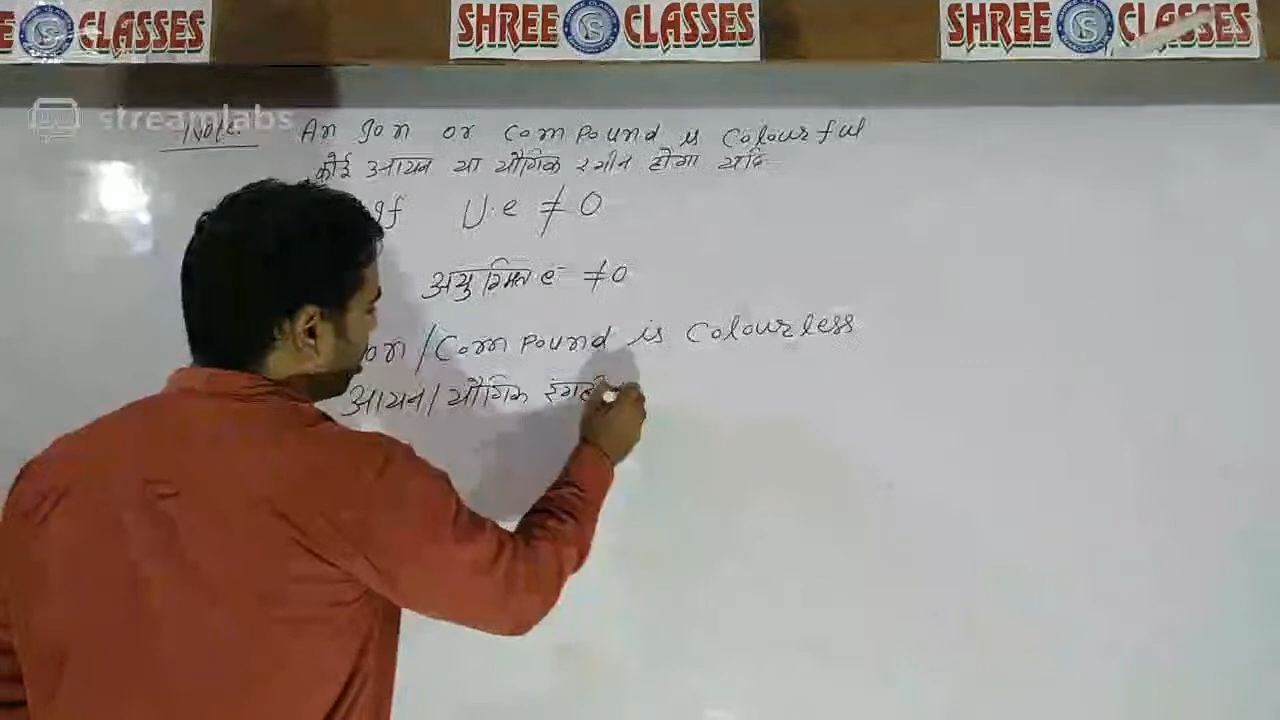 SHREE CLASSES SHREE CLASSES
CLASSES
streamlabs
Note: An Ion or Compound is Colourful
कोई आयन या यौगिक रंगीन होगा यदि
If U.e ≠ 0
अयुग्मित e⁻ ≠ 0
/Compound is Colourless
आयन/यौगिक